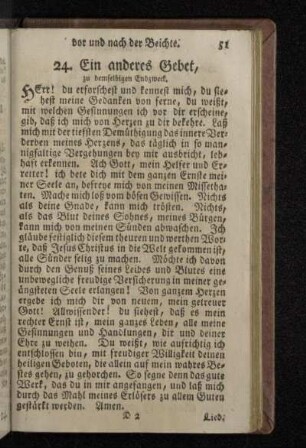 vor und nach der Beichte. 51
24. Ein anderes Gebet,
zu demselbigen Endzweck.
HErr! du erforschest und kennest mich, du sie-
hest meine Gedanken von ferne, du weißt,
mit welchen Gesinnungen ich vor dir erscheine,
gib, daß ich mich von Herzen zu dir bekehre. Laß
mich mit der tiefsten Demüthigung das innere Ver-
derben meines Herzens, das täglich in so ma-
nigfaltige Vergehungen bey mir ausbricht, leb-
haft erkennen. Ach Gott, mein Helfer und Er-
retter! ich bete dich mit dem ganzen Ernste mei-
ner Seele an, befreye mich von meinen Missetha-
ten. Mache mich loß vom bösen Gewissen. Nichts
als deine Gnade, kann mich trösten. Nichts,
als das Blut deines Sohnes, meines Bürgen,
kann mich von meinen Sünden abwaschen. Ich
gläube festiglich diesem theuren und werthen Wor-
te, daß Jesus Christus in die Welt gekommen ist,
alle Sünder selig zu machen. Möchte ich davon
durch den Genuß seines Leibes und Blutes eine
unbewegliche freudige Versicherung in meiner ge-
ängsteten Seele erlangen! Von ganzem Herzen
ergebe ich mich dir von neuem, mein getreuer
Gott! Allwissender! du siehest, daß es mein
rechter Ernst ist, mein ganzes Leben, alle meine
Gesinnungen und Handlungen, dir und deiner
Ehre zu weihen. Du weißt, wie aufrichtig ich
entschlossen bin, mit freudiger Willigkeit deinen
heiligen Geboten, die allein auf mein wahres Be-
stes gehen, zu gehorchen. So segne denn das gute
Werk, das du in mir angefangen, und laß mich
durch das Mahl meines Erlösers zu allem Guten
gestärkt werden. Amen.
D 2 Lied: